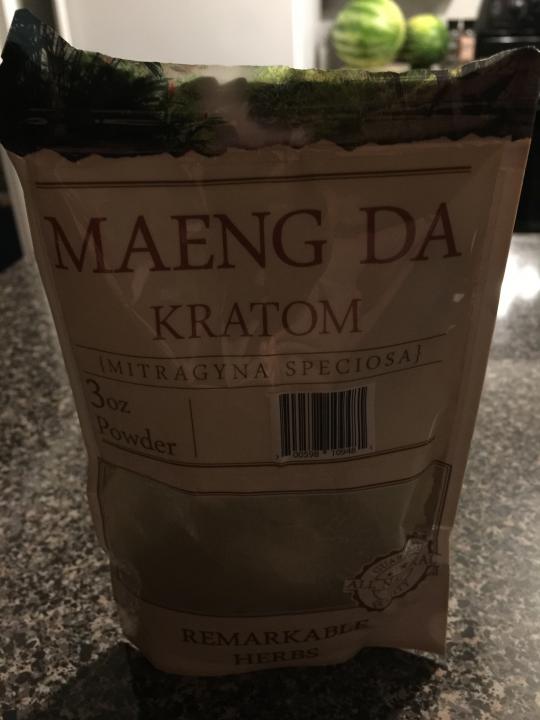 MAENG DA
KRATOM
{MITRAGYNA SPECIOSA}
3oz
Powder
REMARKABLE
HERBS